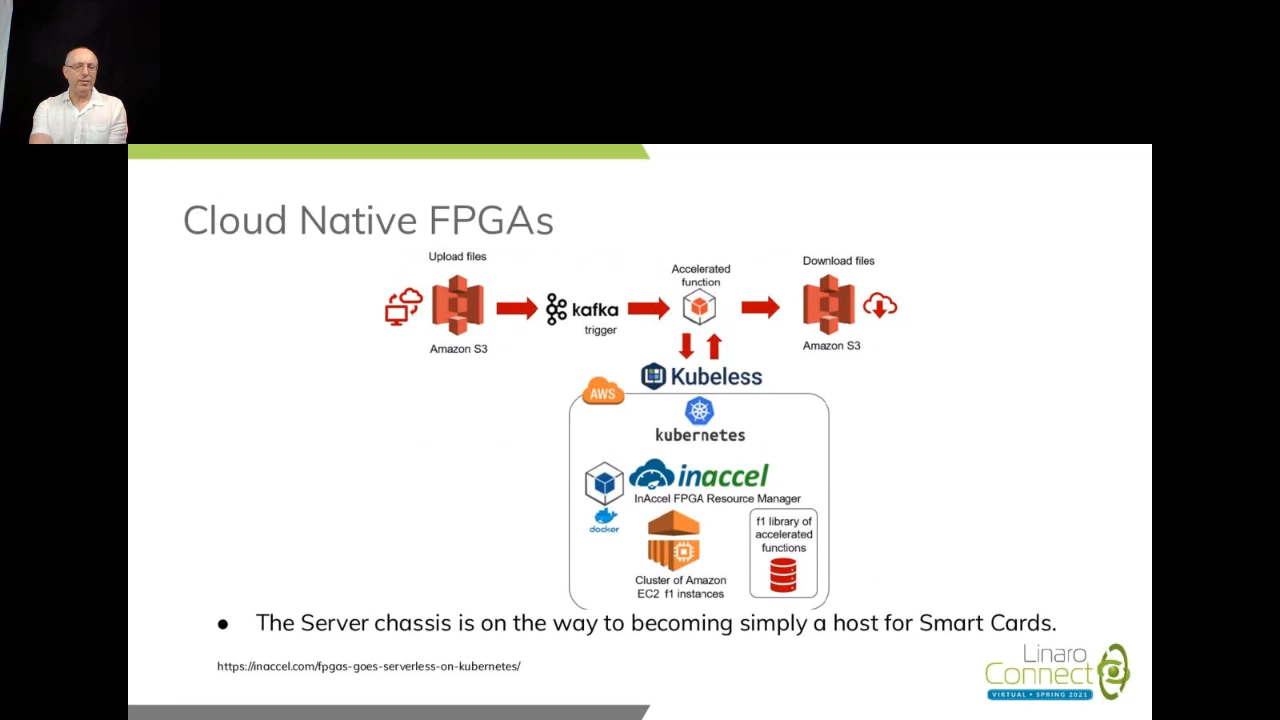 Cloud Native FPGAs
Upload files
Amazon S3
kafka
trigger
Accelerated
function
Download files
Amazon S3
Kubeless
AWS
kubernetes
inaccel
InAccel FPGA Resource Manager
docker
f1 library of
accelerated
functions
Cluster of Amazon
EC2 f1 instances
● The Server chassis is on the way to becoming simply a host for Smart Cards.
https://inaccel.com/fpgas-goes-serverless-on-kubernetes/
Linaro
Connect
VIRTUAL • SPRING 2021